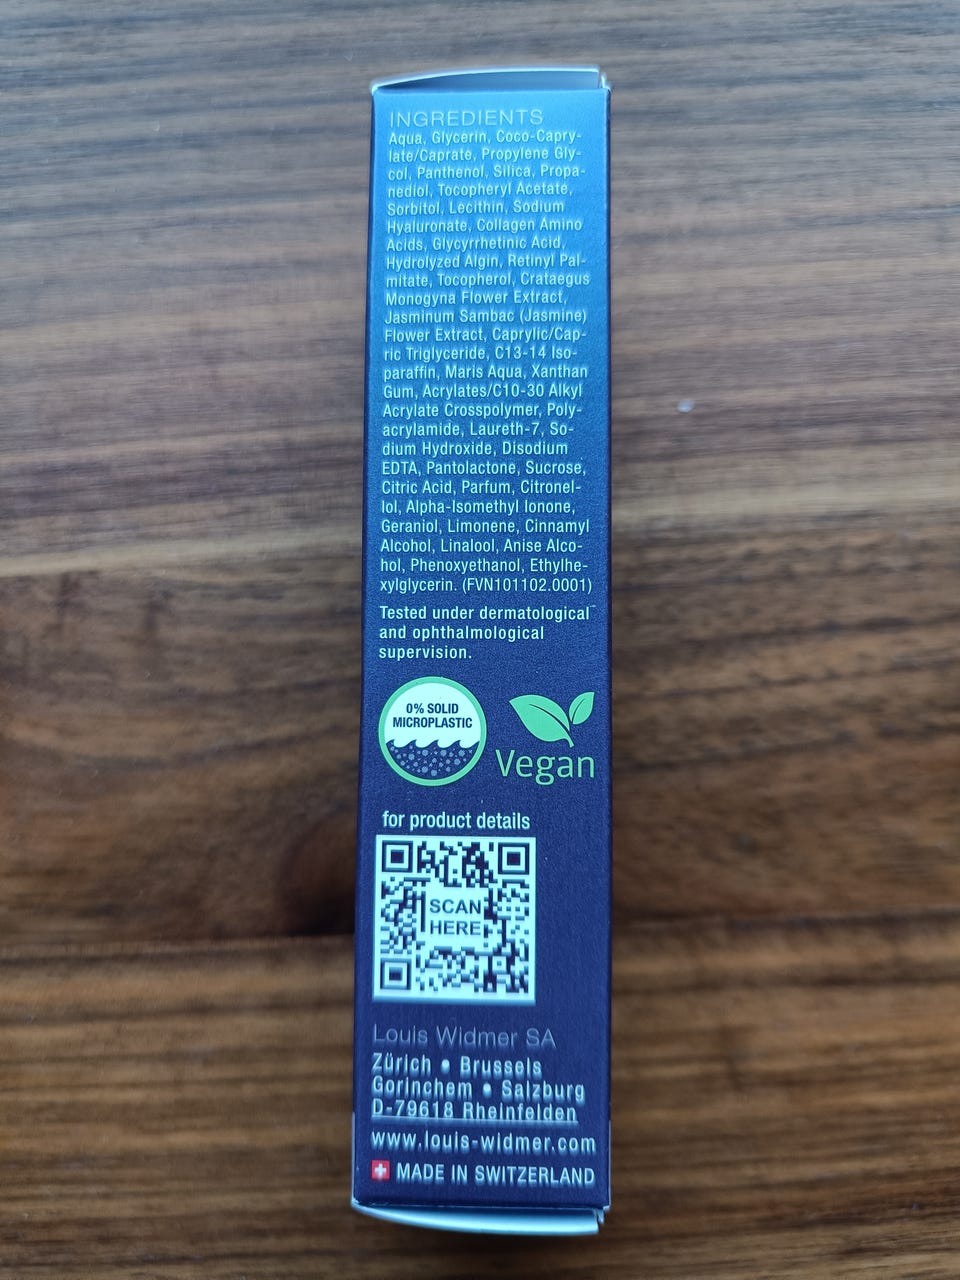 INGREDIENTS
Aqua, Glycerin, Coco-Capry-
late/Caprate, Propylene Gly-
col, Panthenol, Silica, Propa-
nediol, Tocopheryl Acetate,
Sorbitol, Lecithin, Sodium
Hyaluronate, Collagen Amino
Acids, Glycyrrhetinic Acid,
Hydrolyzed Algin, Retinyl Pal-
mitate, Tocopherol, Crataegus
Monogyna Flower Extract,
Jasminum Sambac (Jasmine)
Flower Extract, Caprylic/Cap-
ric Triglyceride, C13-14 Iso-
paraffin, Maris Aqua, Xanthan
Gum, Acrylates/C10-30 Alkyl
Acrylate Crosspolymer, Poly-
acrylamide, Laureth-7, So-
dium Hydroxide, Disodium
EDTA, Pantolactone, Sucrose,
Citric Acid, Parfum, Citronel-
lol, Alpha-Isomethyl Ionone,
Geraniol, Limonene, Cinnamyl
Alcohol, Linalool, Anise Alco-
hol, Phenoxyethanol, Ethylhe-
xylglycerin. (FVN101102.0001)
Tested under dermatological
and ophthalmological
supervision.
0% SOLID
MICROPLASTIC
Vegan
for product details
SCAN
HERE
Louis Widmer SA
Zürich • Brussels
Gorinchem • Salzburg
D-79618 Rheinfelden
www.louis-widmer.com
MADE IN SWITZERLAND